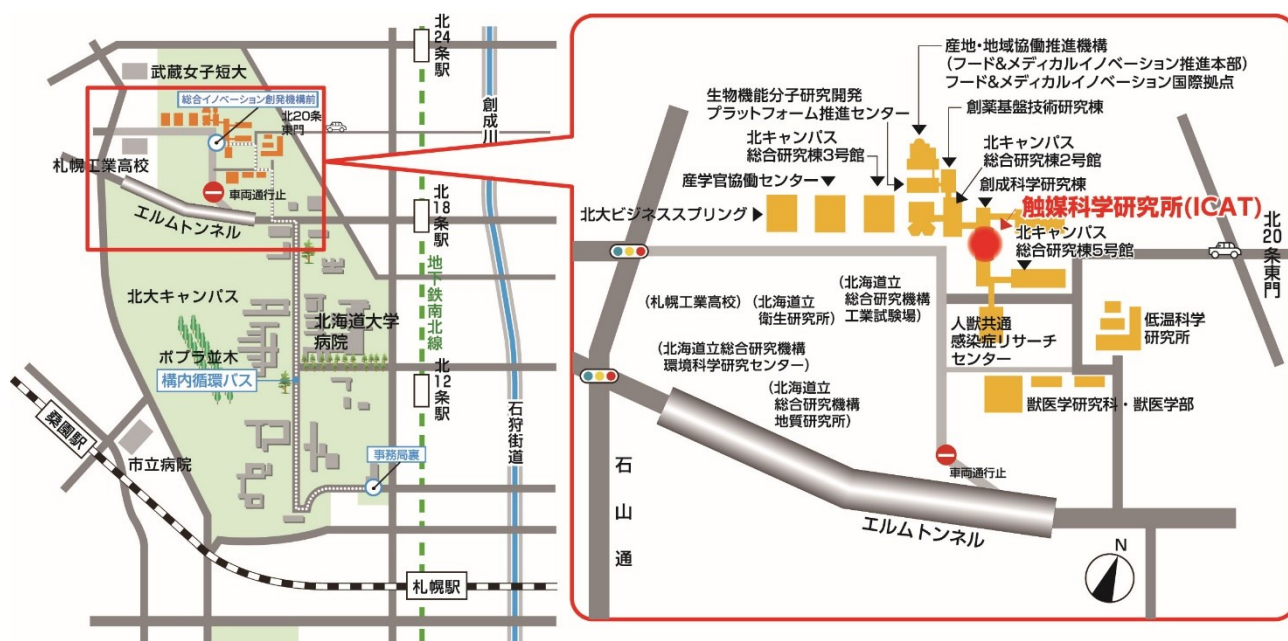 北24条駅
武蔵女子短大
総合イノベーション創発機構前
北20条
東門
創成川
札幌工業高校
車両通行止
エルムトンネル
北18条駅
地下鉄南北線
北大キャンパス
北海道大学
病院
ポプラ並木
構内循環バス
北12条駅
石狩街道
桑園駅
市立病院
事務局裏
札幌駅
産地・地域協働推進機構
(フード&メディカルイノベーション推進本部)
フード&メディカルイノベーション国際拠点
生物機能分子研究開発
プラットフォーム推進センター
創薬基盤技術研究棟
北キャンパス
総合研究棟3号館
北キャンパス
総合研究棟2号館
産学官協働センター
創成科学研究棟
北大ビジネススプリング
触媒科学研究所(ICAT)
北キャンパス
総合研究棟5号館
北20条東門
(札幌工業高校)
(北海道立
衛生研究所)
(北海道立
総合研究機構
工業試験場)
人獣共通
感染症リサーチ
センター
低温科学
研究所
(北海道立総合研究機構
環境科学研究センター)
(北海道立
総合研究機構
地質研究所)
獣医学研究科・獣医学部
車両通行止
石山通
エルムトンネル
N